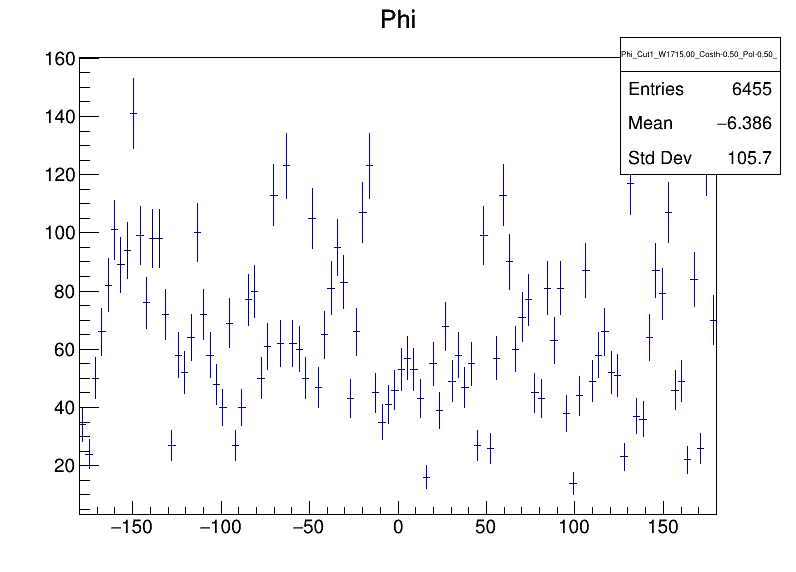 Phi
Phi_Cut1_W1715.00_Costh-0.50_Pol-0.50_
Entries 6455
Mean −6.386
Std Dev 105.7
160
140
120
100
80
60
40
20
−150 −100 −50 0 50 100 150